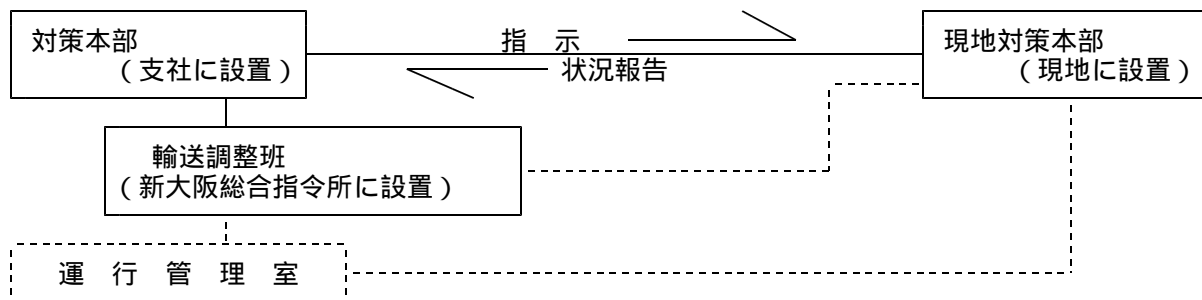 対策本部
（支社に設置）
指　示
状況報告
現地対策本部
（現地に設置）
輸送調整班
（新大阪総合指令所に設置）
運　行　管　理　室